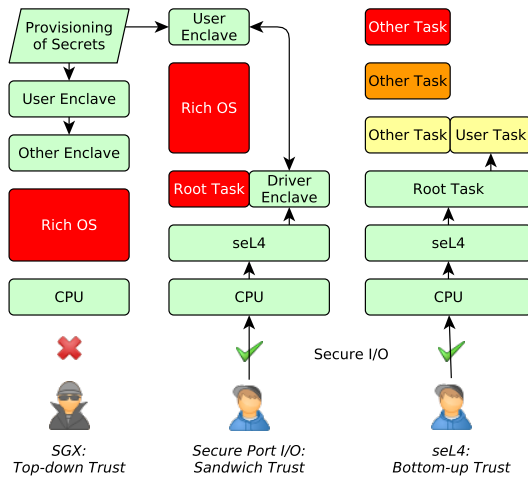 Provisioning
of Secrets
User Enclave
Other Enclave
Rich OS
CPU
SGX:
Top-down Trust
User
Enclave
Rich OS
Root Task
Driver
Enclave
seL4
CPU
Secure I/O
Secure Port I/O:
Sandwich Trust
Other Task
Other Task
Other Task
User Task
Root Task
seL4
CPU
seL4:
Bottom-up Trust